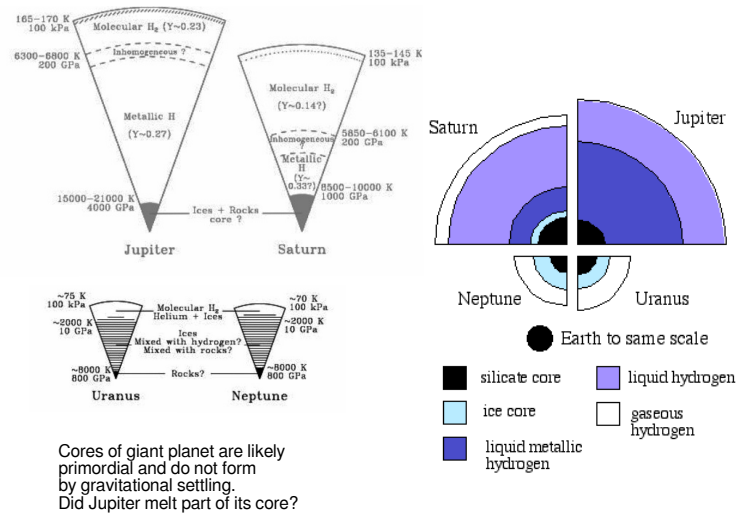 165−170 K
100 kPa
Molecular H₂ (Y~0.23)
6300−6800 K
200 GPa
Inhomogeneous ?
Metallic H
(Y~0.27)
15000−21000 K
4000 GPa
Jupiter
135−145 K
100 kPa
Molecular H₂
(Y~0.14?)
5850−6100 K
200 GPa
Inhomogeneous
?
Metallic
H
(Y~
0.33?)
8500−10000 K
1000 GPa
Ices + Rocks
core ?
Saturn
~75 K
100 kPa
~2000 K
10 GPa
~8000 K
800 GPa
Uranus
Molecular H₂
Helium + Ices
Ices
Mixed with hydrogen?
Mixed with rocks?
Rocks?
~70 K
100 kPa
~2000 K
10 GPa
~8000 K
800 GPa
Neptune
Saturn
Jupiter
Neptune
Uranus
Earth to same scale
silicate core
liquid hydrogen
ice core
gaseous
hydrogen
liquid metallic
hydrogen
Cores of giant planet are likely
primordial and do not form
by gravitational settling.
Did Jupiter melt part of its core?